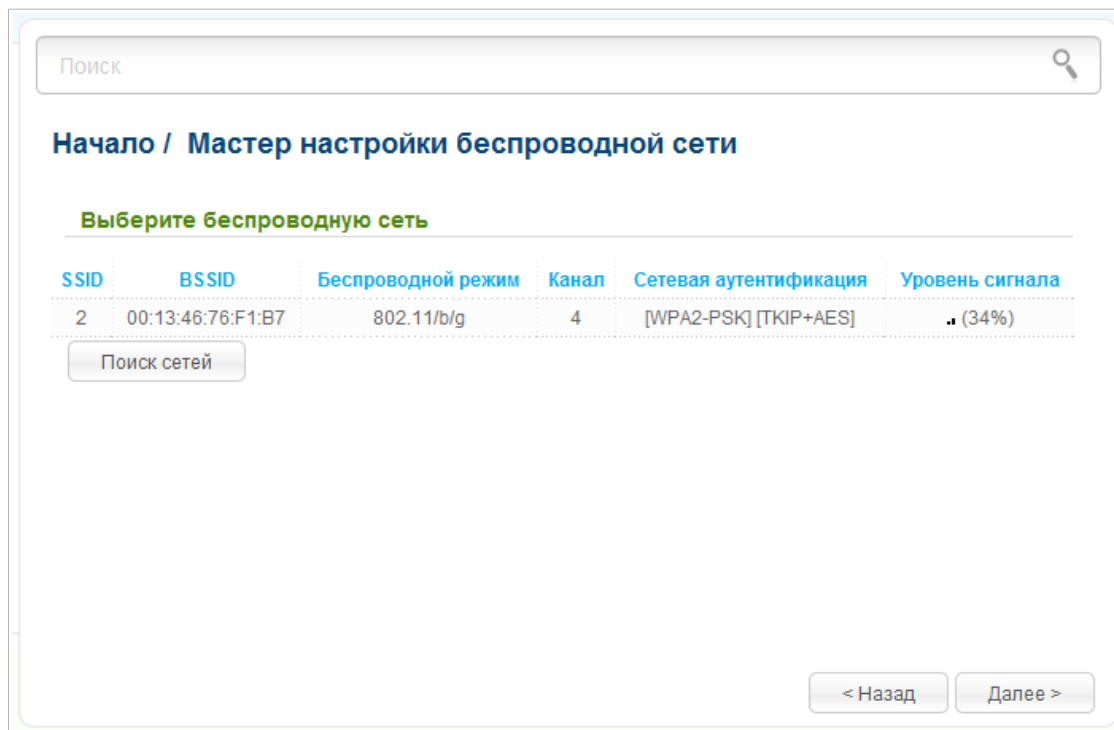 Поиск
Начало / Мастер настройки беспроводной сети
Выберите беспроводную сеть
SSID BSSID Беспроводной режим Канал Сетевая аутентификация Уровень сигнала
2 00:13:46:76:F1:B7 802.11/b/g 4 [WPA2-PSK] [TKIP+AES] (34%)
Поиск сетей
< Назад Далее >